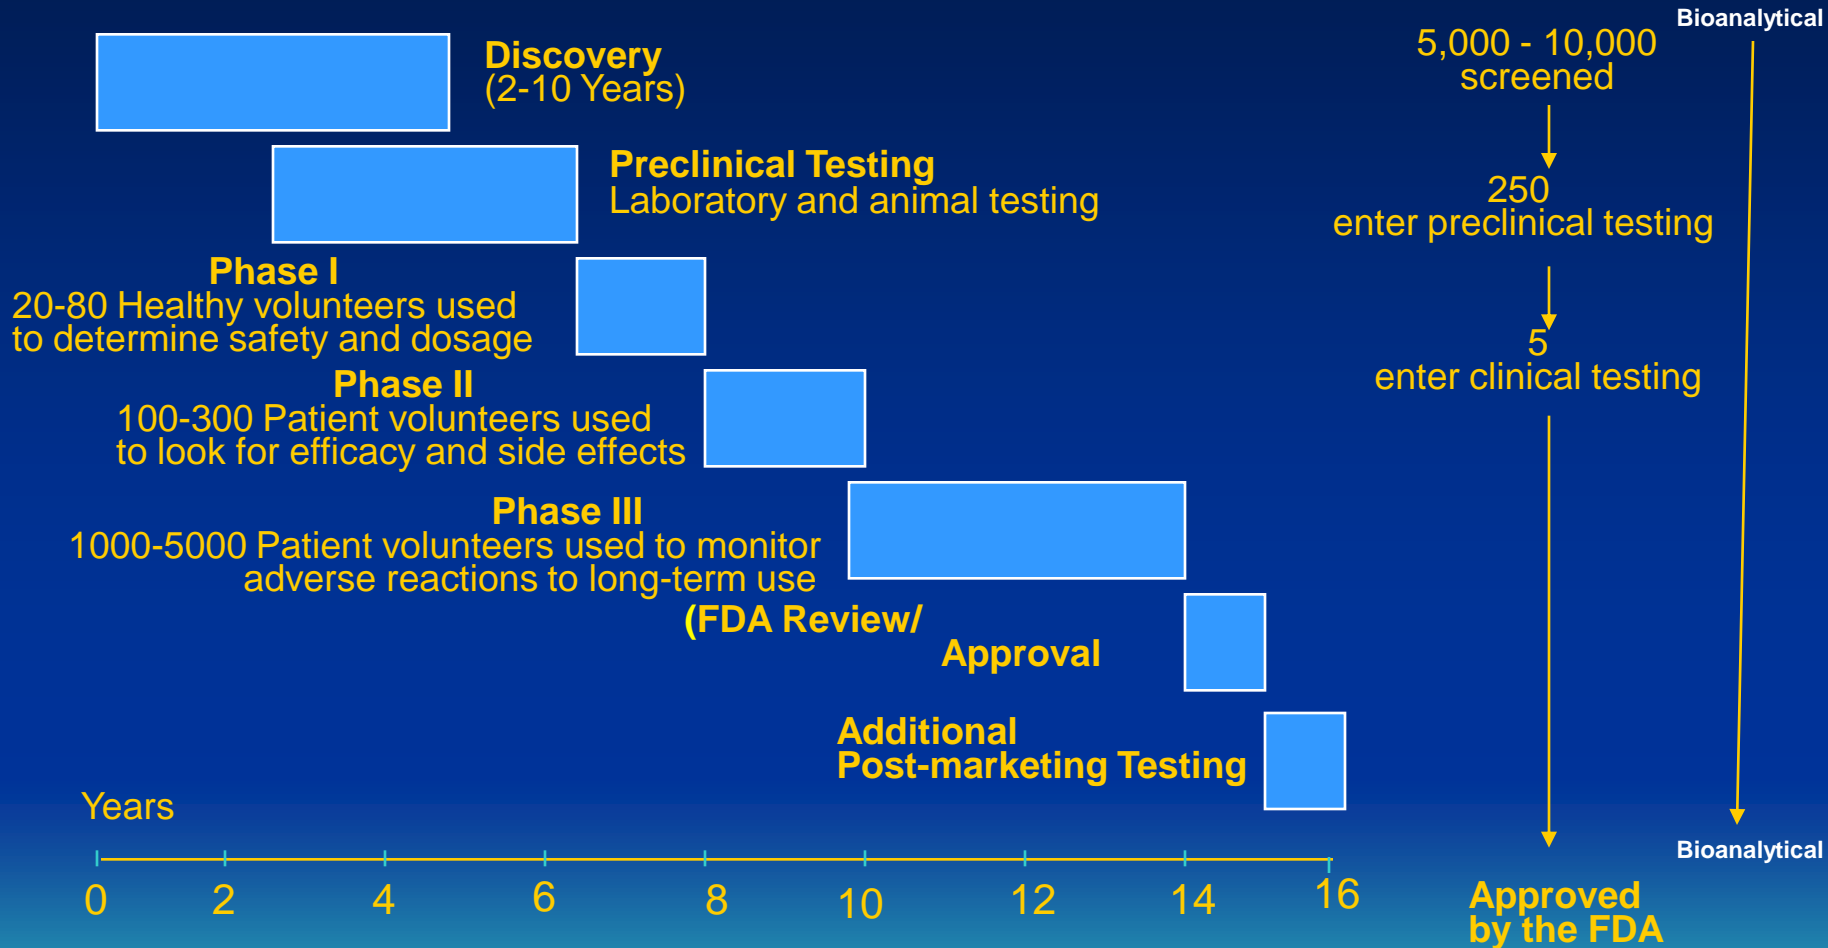 Bioanalytical
Discovery
(2-10 Years)
5,000 - 10,000
screened
Preclinical Testing
Laboratory and animal testing
250
enter preclinical testing
Phase I
20-80 Healthy volunteers used
to determine safety and dosage
5
enter clinical testing
Phase II
100-300 Patient volunteers used
to look for efficacy and side effects
Phase III
1000-5000 Patient volunteers used to monitor
adverse reactions to long-term use
(FDA Review/
Approval
Additional
Post-marketing Testing
Years
0 2 4 6 8 10 12 14 16
Bioanalytical
Approved
by the FDA